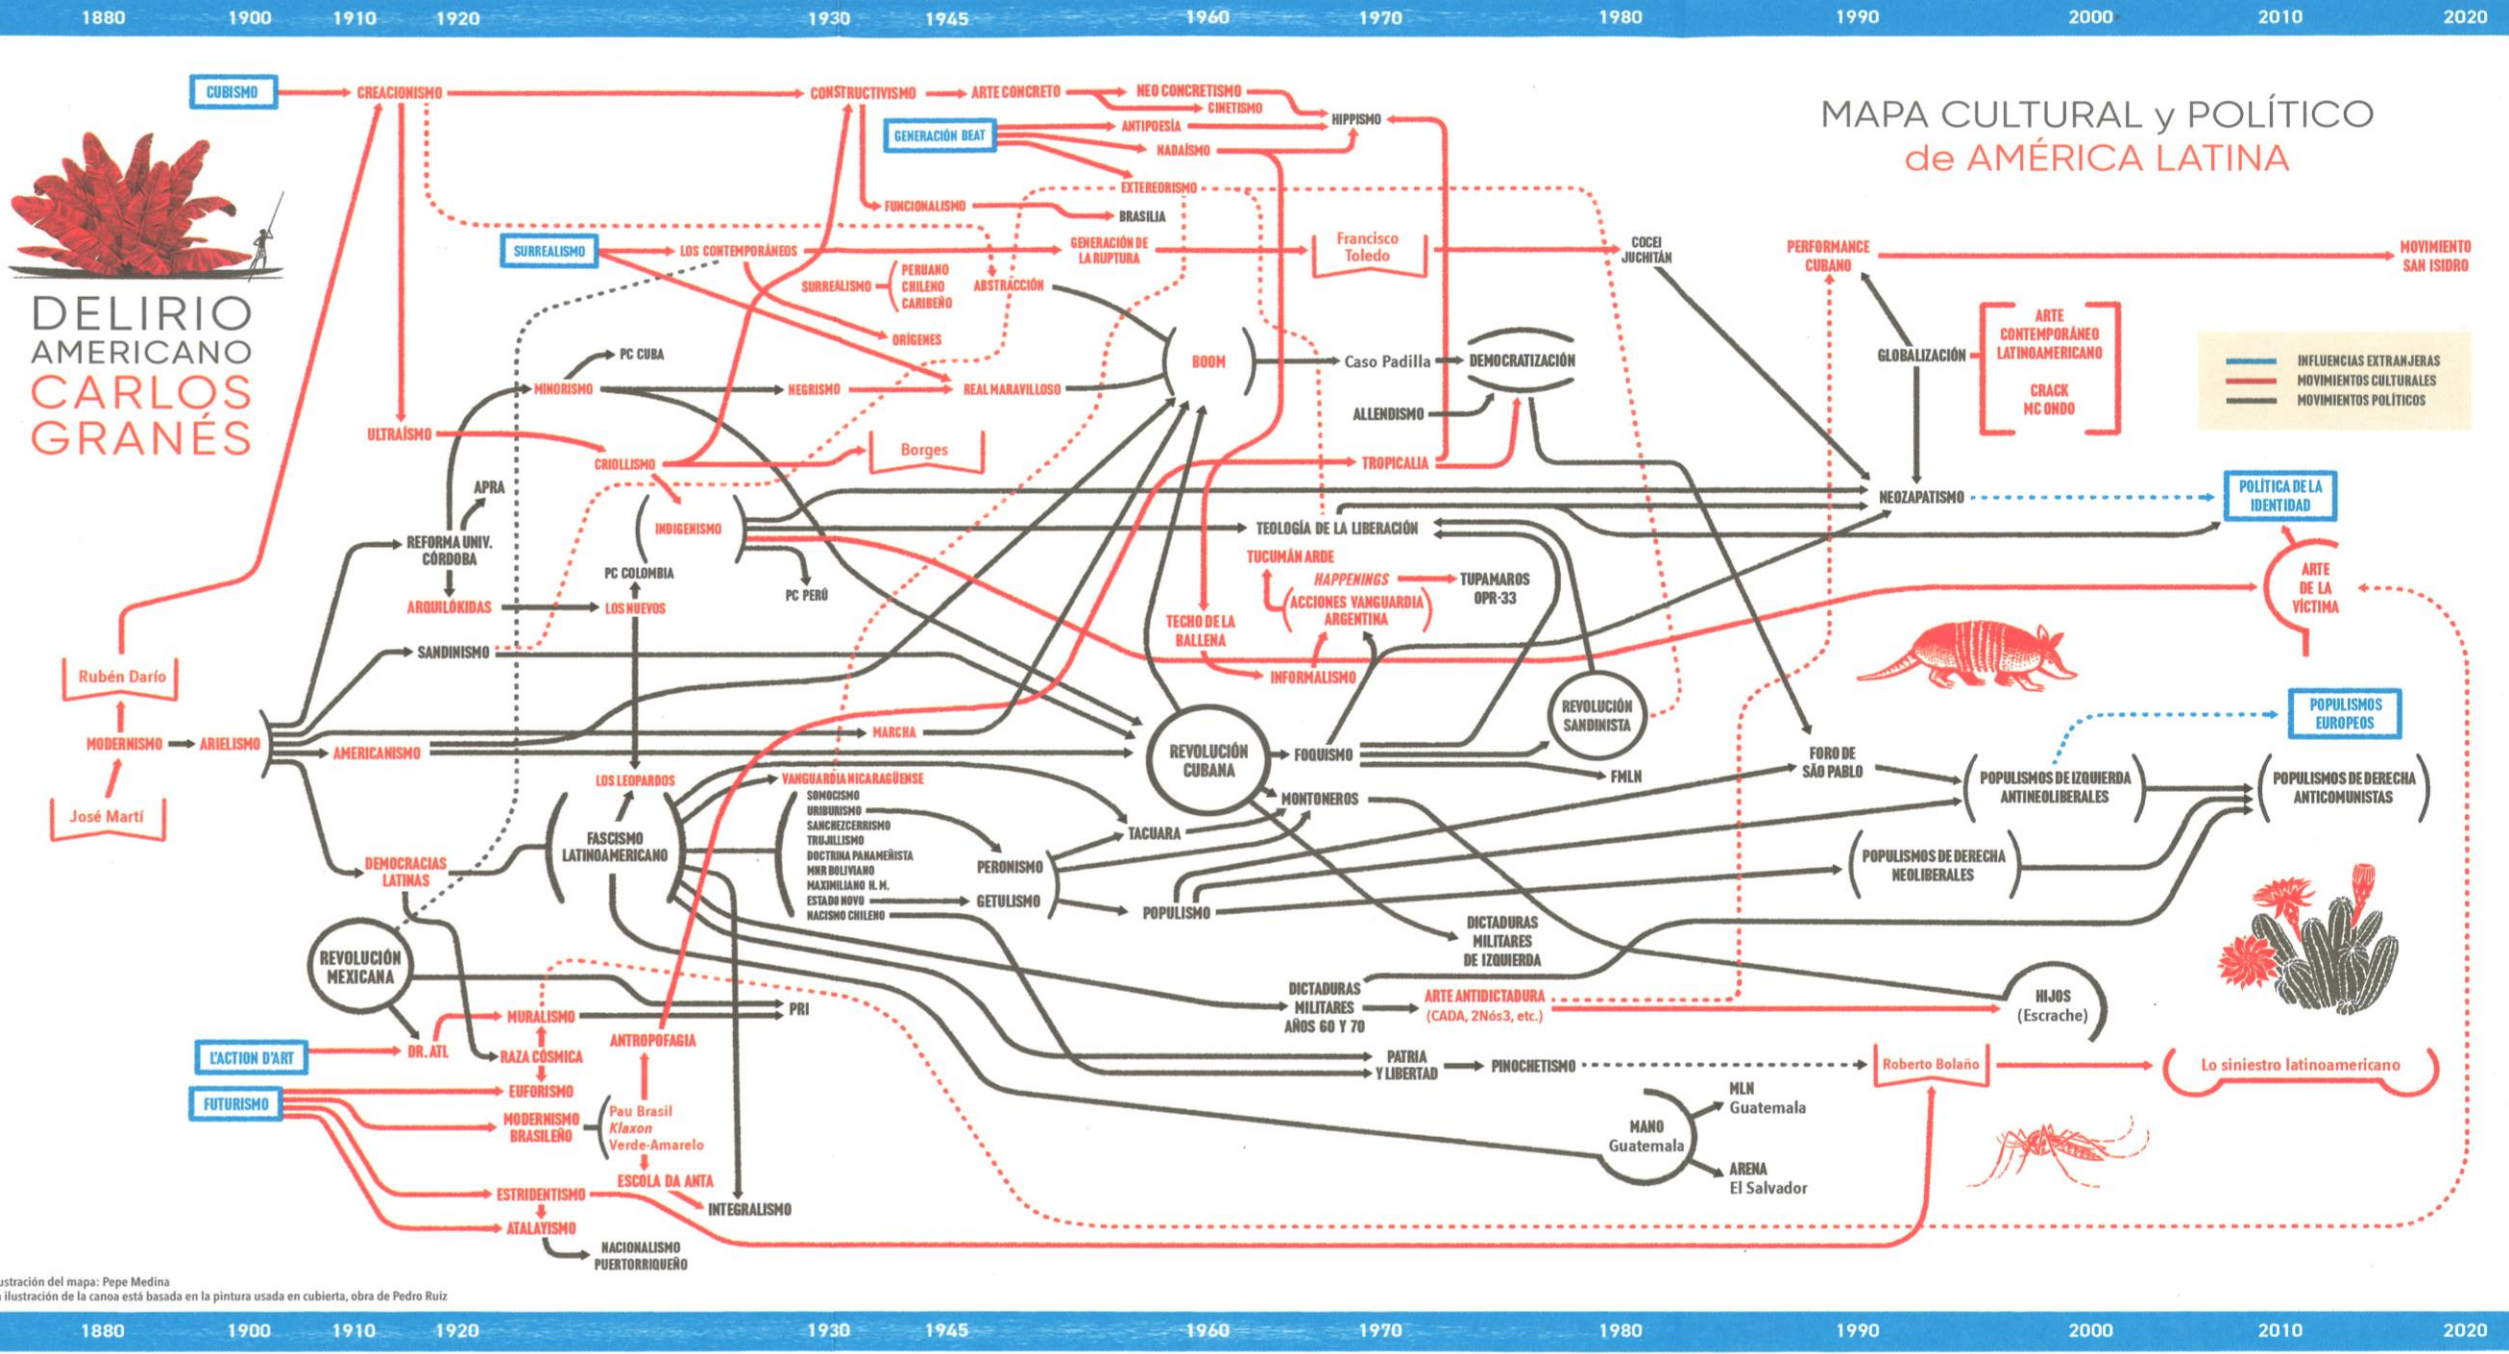 1880 1900 1910 1920 1930 1945 1960 1970 1980 1990 2000 2010 2020
MAPA CULTURAL y POLÍTICO
de AMÉRICA LATINA
DELIRIO
AMERICANO
CARLOS
GRANÉS
INFLUENCIAS EXTRANJERAS
MOVIMIENTOS CULTURALES
MOVIMIENTOS POLÍTICOS
CUBISMO
CREACIONISMO
CONSTRUCTIVISMO
ARTE CONCRETO
NEO CONCRETISMO
CINETISMO
HIPPISMO
GENERACIÓN BEAT
ANTIPOESÍA
NADAÍSMO
EXTEREORISMO
FUNCIONALISMO
BRASILIA
SURREALISMO
LOS CONTEMPORÁNEOS
GENERACIÓN DE
LA RUPTURA
Francisco
Toledo
COCEI
JUCHITÁN
PERFORMANCE
CUBANO
MOVIMIENTO
SAN ISIDRO
SURREALISMO
PERUANO
CHILENO
CARIBEÑO
ABSTRACCIÓN
ORÍGENES
ARTE
CONTEMPORÁNEO
LATINOAMERICANO
CRACK
MC ONDO
GLOBALIZACIÓN
PC CUBA
MINORISMO
NEGRISMO
REAL MARAVILLOSO
BOOM
Caso Padilla
DEMOCRATIZACIÓN
ALLENDISMO
ULTRAÍSMO
CRIOLLISMO
Borges
TROPICALIA
APRA
INDIGENISMO
NEOZAPATISMO
POLÍTICA DE LA
IDENTIDAD
REFORMA UNIV.
CÓRDOBA
TEOLOGÍA DE LA LIBERACIÓN
PC COLOMBIA
PC PERÚ
TUCUMÁN ARDE
HAPPENINGS
TUPAMAROS
OPR-33
ACCIONES VANGUARDIA
ARGENTINA
ARTE
DE LA
VÍCTIMA
ARQUILÓKIDAS
LOS NUEVOS
TECHO DE LA
BALLENA
SANDINISMO
INFORMALISMO
Rubén Darío
REVOLUCIÓN
SANDINISTA
POPULISMOS
EUROPEOS
MODERNISMO
ARIELISMO
AMERICANISMO
MARCHA
REVOLUCIÓN
CUBANA
FOQUISMO
FMLN
FORO DE
SÃO PABLO
POPULISMOS DE IZQUIERDA
ANTINEOLIBERALES
POPULISMOS DE DERECHA
ANTICOMUNISTAS
José Martí
LOS LEOPARDOS
VANGUARDIA NICARAGÜENSE
SOMOCISMO
URIBURISMO
SANCHEZCERRISMO
TRUJILLISMO
DOCTRINA PANAMEÑISTA
MNR BOLIVIANO
MAXIMILIANO H. M.
ESTADO NOVO
NACISMO CHILENO
FASCISMO
LATINOAMERICANO
MONTONEROS
TACUARA
PERONISMO
GETULISMO
POPULISMO
POPULISMOS DE DERECHA
NEOLIBERALES
DEMOCRACIAS
LATINAS
DICTADURAS
MILITARES
DE IZQUIERDA
REVOLUCIÓN
MEXICANA
DICTADURAS
MILITARES
AÑOS 60 Y 70
ARTE ANTIDICTADURA
(CADA, 2Nós3, etc.)
HIJOS
(Escrache)
PRI
MURALISMO
DR. ATL
RAZA CÓSMICA
ANTROPOFAGIA
L'ACTION D'ART
PATRIA
Y LIBERTAD
PINOCHETISMO
Roberto Bolaño
Lo siniestro latinoamericano
FUTURISMO
EUFORISMO
MODERNISMO
BRASILEÑO
Pau Brasil
Klaxon
Verde-Amarelo
MANO
Guatemala
MLN
Guatemala
ARENA
El Salvador
ESCOLA DA ANTA
ESTRIDENTISMO
INTEGRALISMO
ATALAYISMO
NACIONALISMO
PUERTORRIQUEÑO
ustración del mapa: Pepe Medina
ilustración de la canoa está basada en la pintura usada en cubierta, obra de Pedro Ruiz
1880 1900 1910 1920 1930 1945 1960 1970 1980 1990 2000 2010 2020